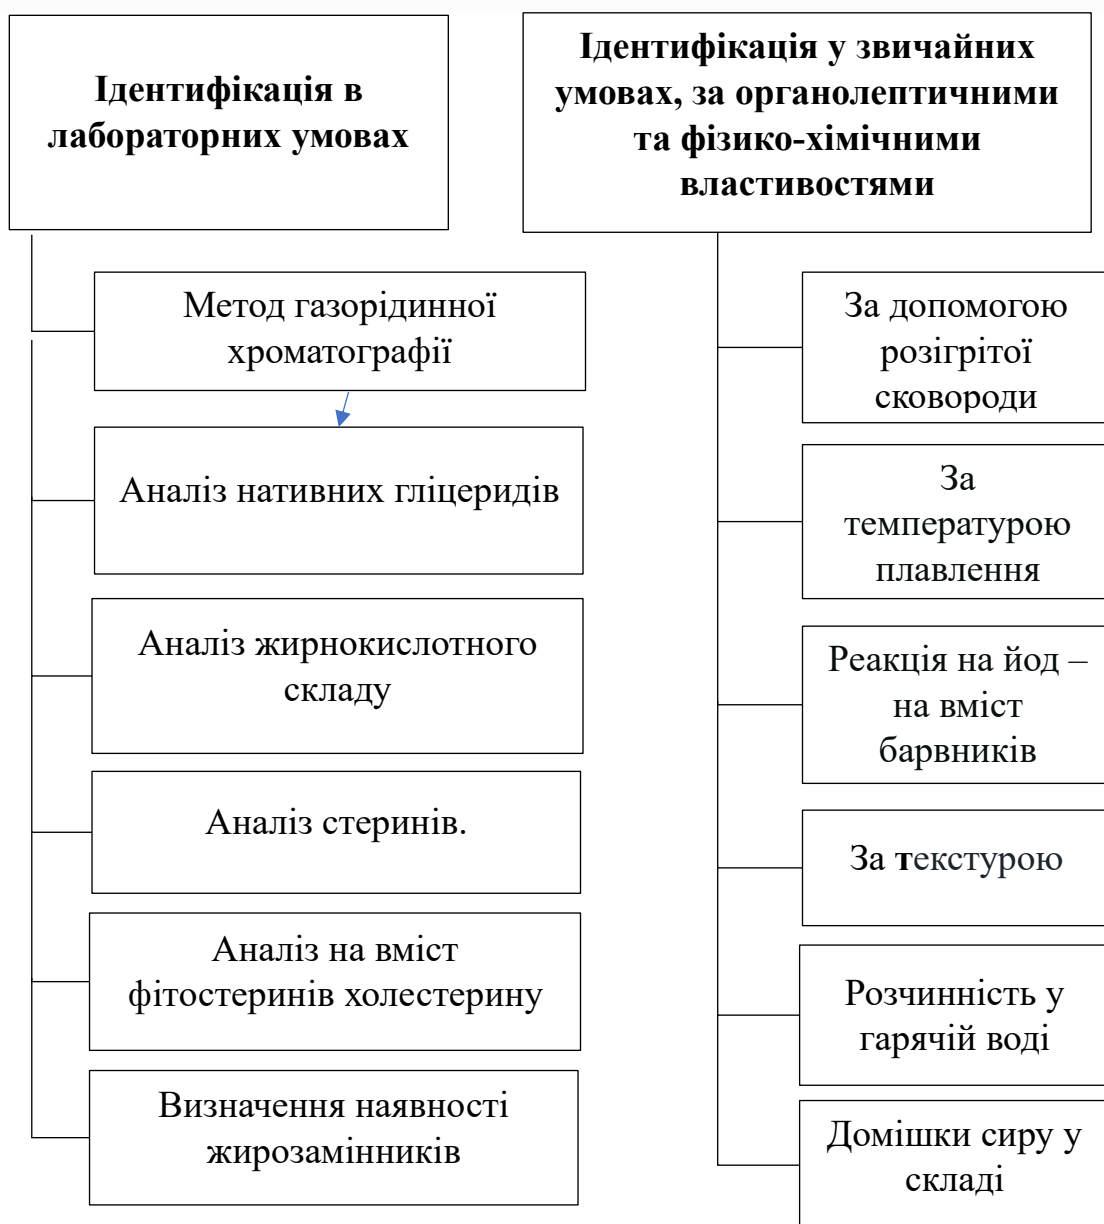 Ідентифікація в
лабораторних умовах
Метод газорідинної
хроматографії
Аналіз нативних гліцеридів
Аналіз жирнокислотного
складу
Аналіз стеринів.
Аналіз на вміст
фітостеринів холестерину
Визначення наявності
жирозамінників
Ідентифікація у звичайних
умовах, за органолептичними
та фізико-хімічними
властивостями
За допомогою
розігрітої
сковороди
За
температурою
плавлення
Реакція на йод –
на вміст
барвників
За текстурою
Розчинність у
гарячій воді
Домішки сиру у
складі